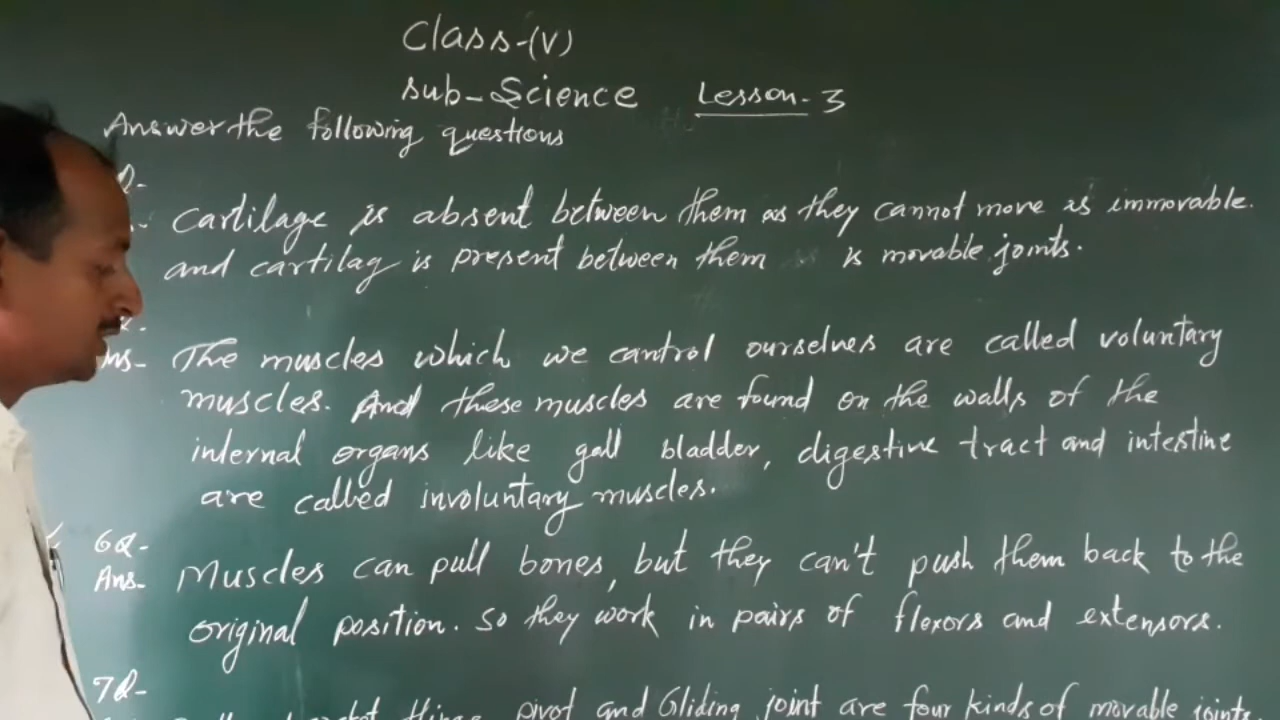 Class-(V)
Sub-Science Lesson-3
Answer the following questions
Q-
Cartilage is absent between them as they cannot move is immovable.
and cartilag is present between them is movable joints.
Ans- The muscles which we control ourselves are called voluntary
muscles. And these muscles are found on the walls of the
internal organs like gall bladder, digestive tract and intestine
are called involuntary muscles.
6Q-
Ans- Muscles can pull bones, but they can't push them back to the
original position. So they work in pairs of flexors and extensors.
7Q-
pivot and Gliding joint are four kinds of movable joints.